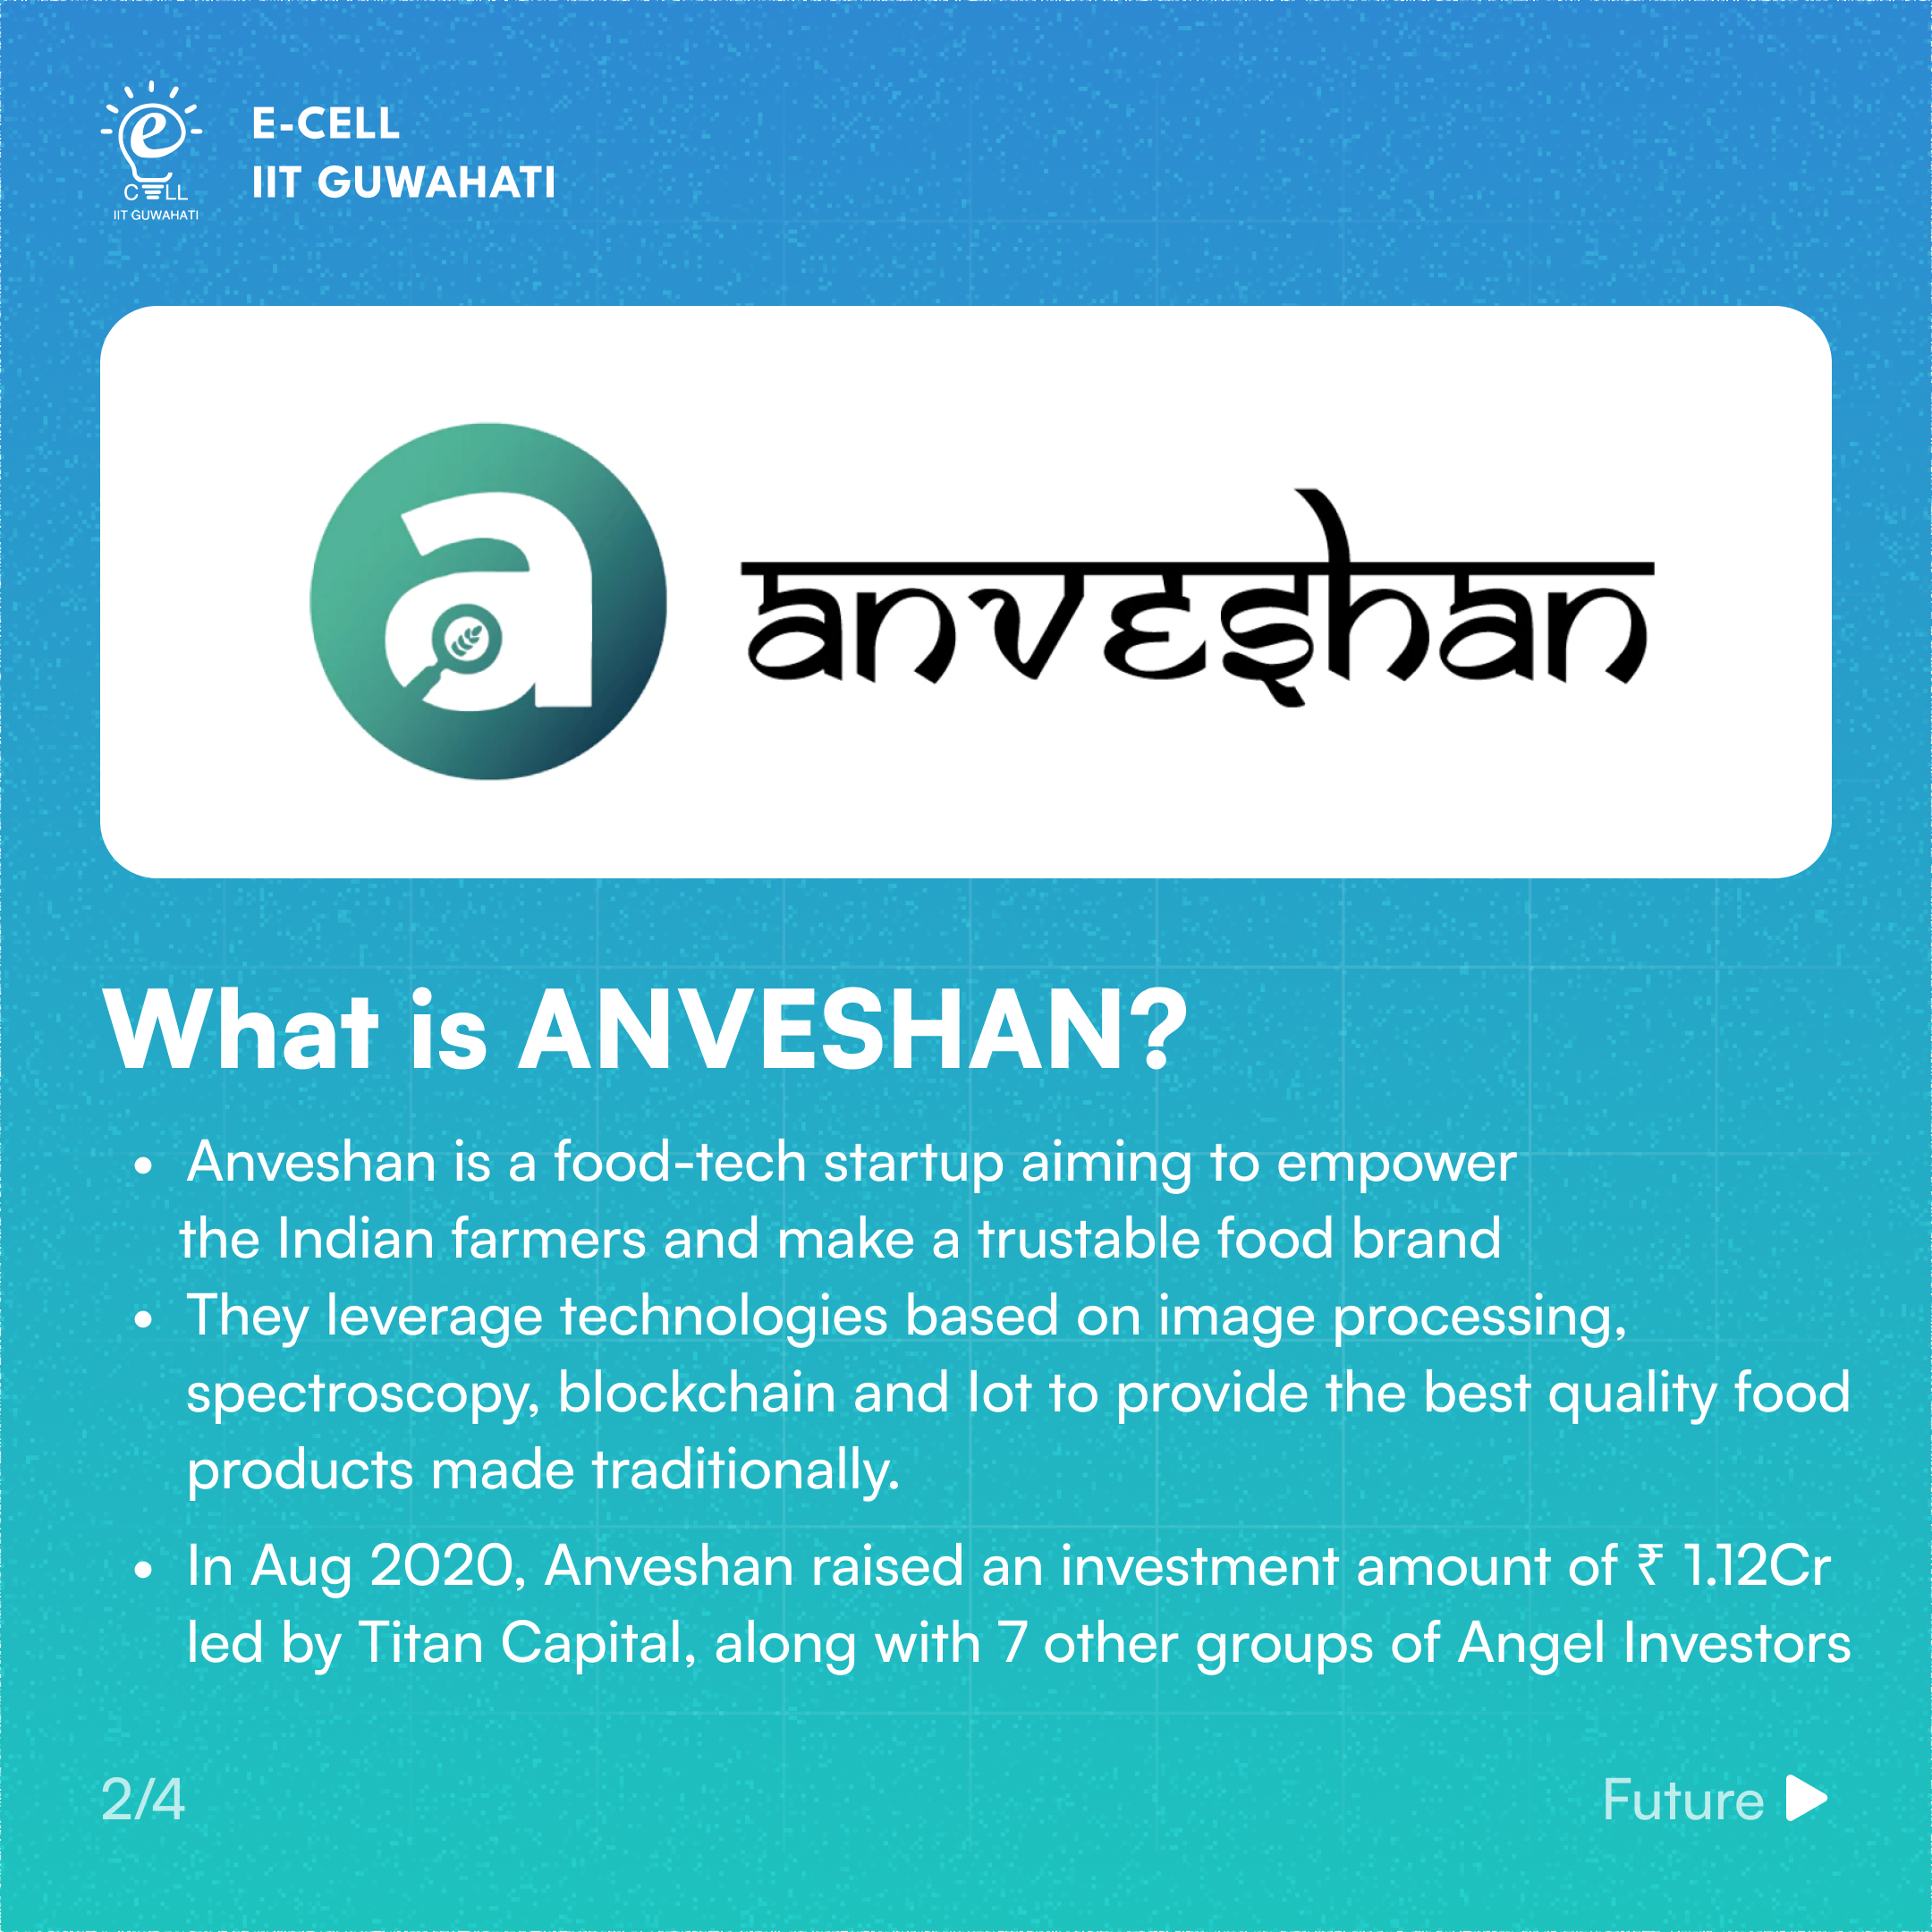 e
CELL
IIT GUWAHATI
E-CELL
IIT GUWAHATI
a
anveshan
What is ANVESHAN?
• Anveshan is a food-tech startup aiming to empower
the Indian farmers and make a trustable food brand
• They leverage technologies based on image processing,
spectroscopy, blockchain and Iot to provide the best quality food
products made traditionally.
• In Aug 2020, Anveshan raised an investment amount of ₹ 1.12Cr
led by Titan Capital, along with 7 other groups of Angel Investors
2/4
Future